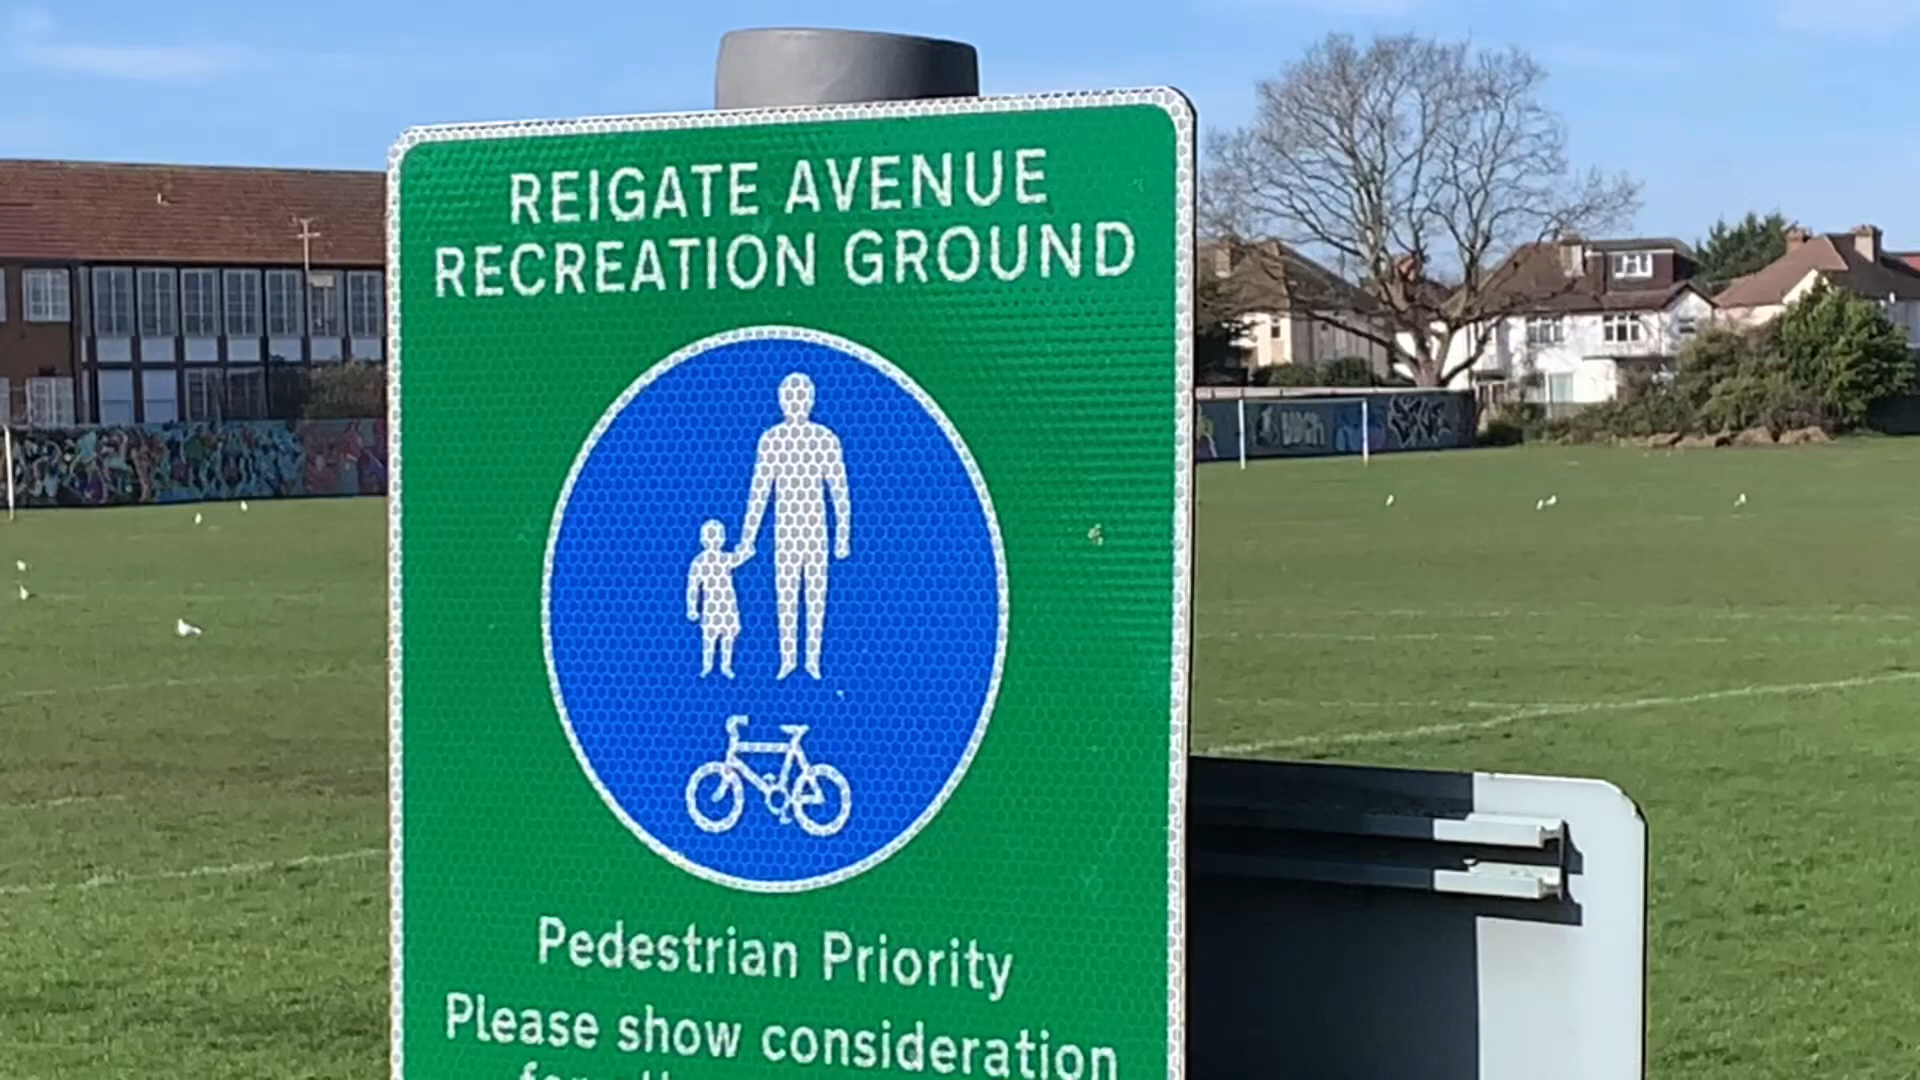 REIGATE AVENUE
RECREATION GROUND
Pedestrian Priority
Please show consideration